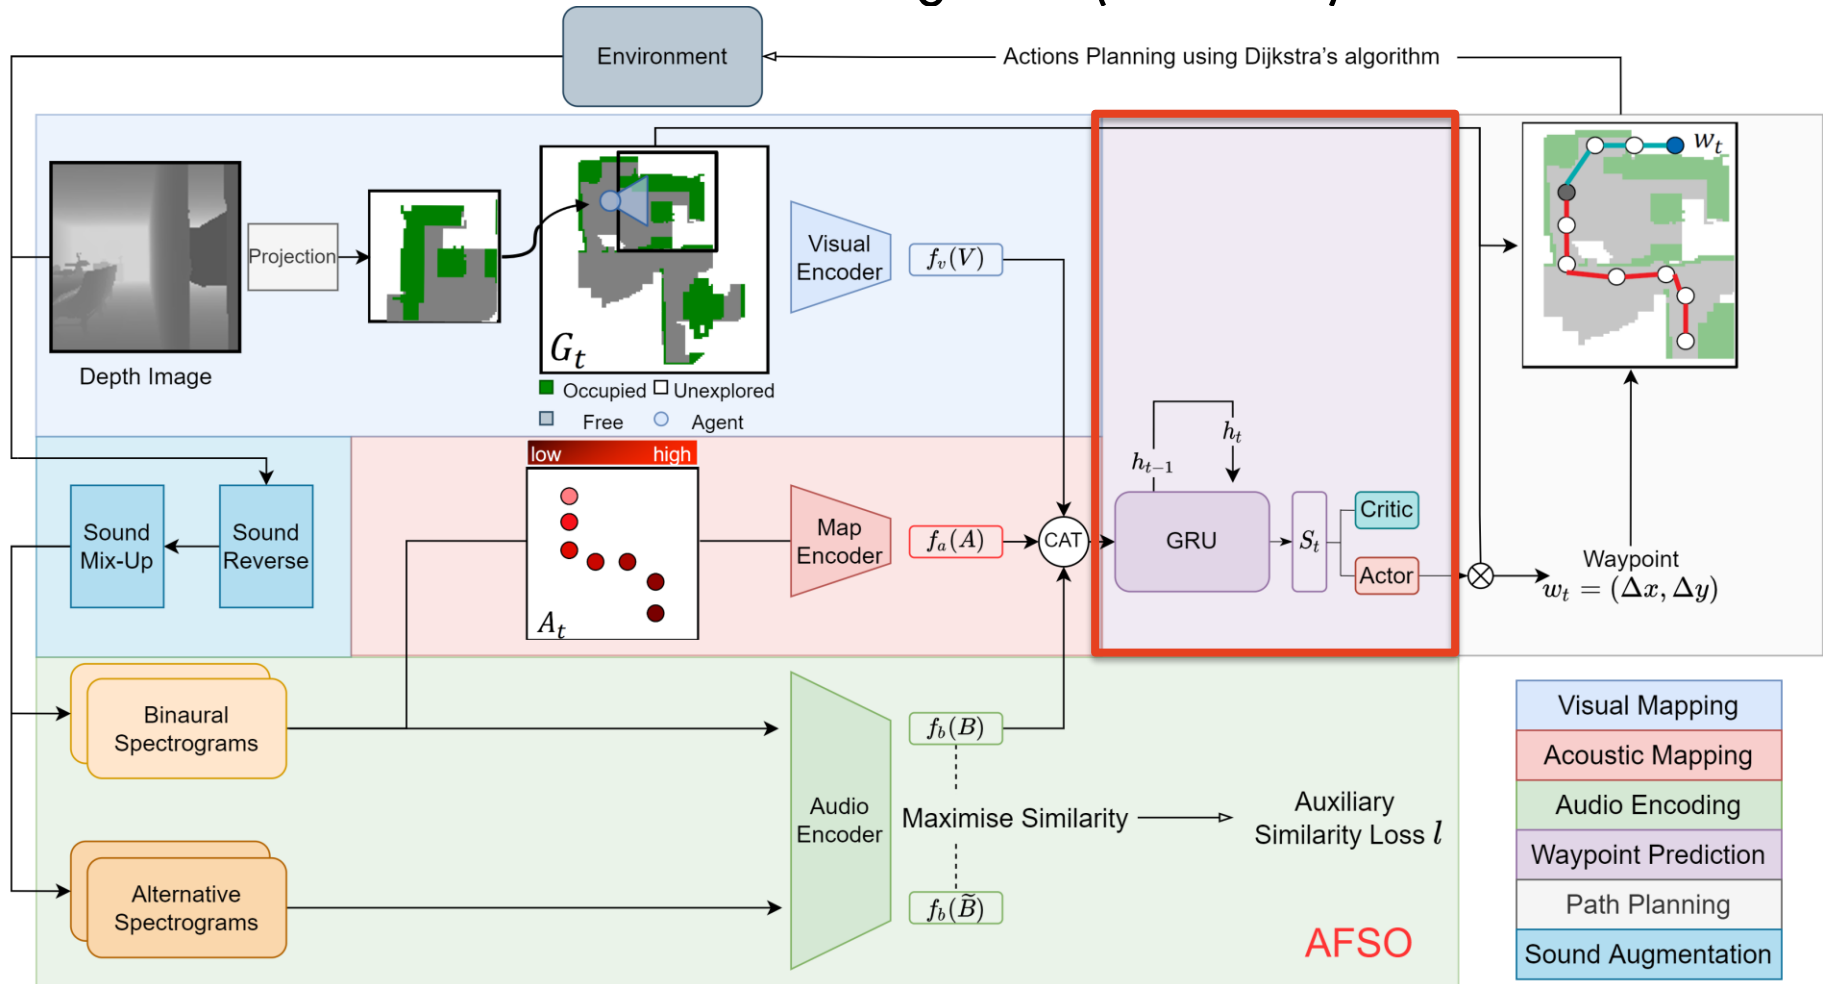 Environment
Actions Planning using Dijkstra's algorithm
Projection
Depth Image
G_t
Occupied
Unexplored
Free
Agent
Visual
Encoder
f_v(V)
w_t
Sound
Mix-Up
Sound
Reverse
low
high
A_t
Map
Encoder
f_a(A)
CAT
h_{t-1}
h_t
GRU
S_t
Critic
Actor
Waypoint
w_t = (Δx, Δy)
Binaural
Spectrograms
Alternative
Spectrograms
Audio
Encoder
f_b(B)
Maximise Similarity
f_b(B̃)
Auxiliary
Similarity Loss l
AFSO
Visual Mapping
Acoustic Mapping
Audio Encoding
Waypoint Prediction
Path Planning
Sound Augmentation